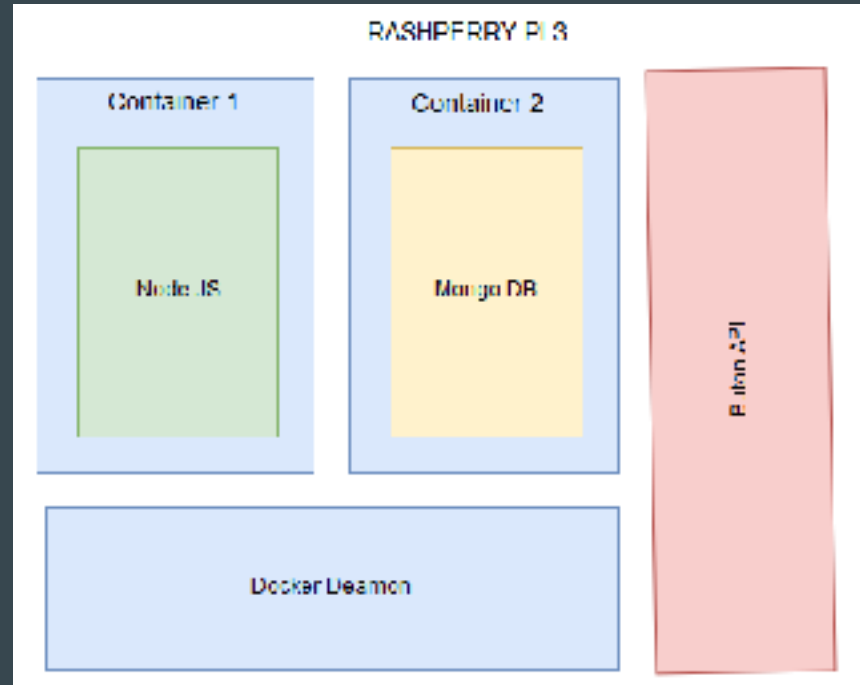 RASHPERRY PI 3
Container 1
Container 2
Node JS
Mongo DB
API
Docker Deamon